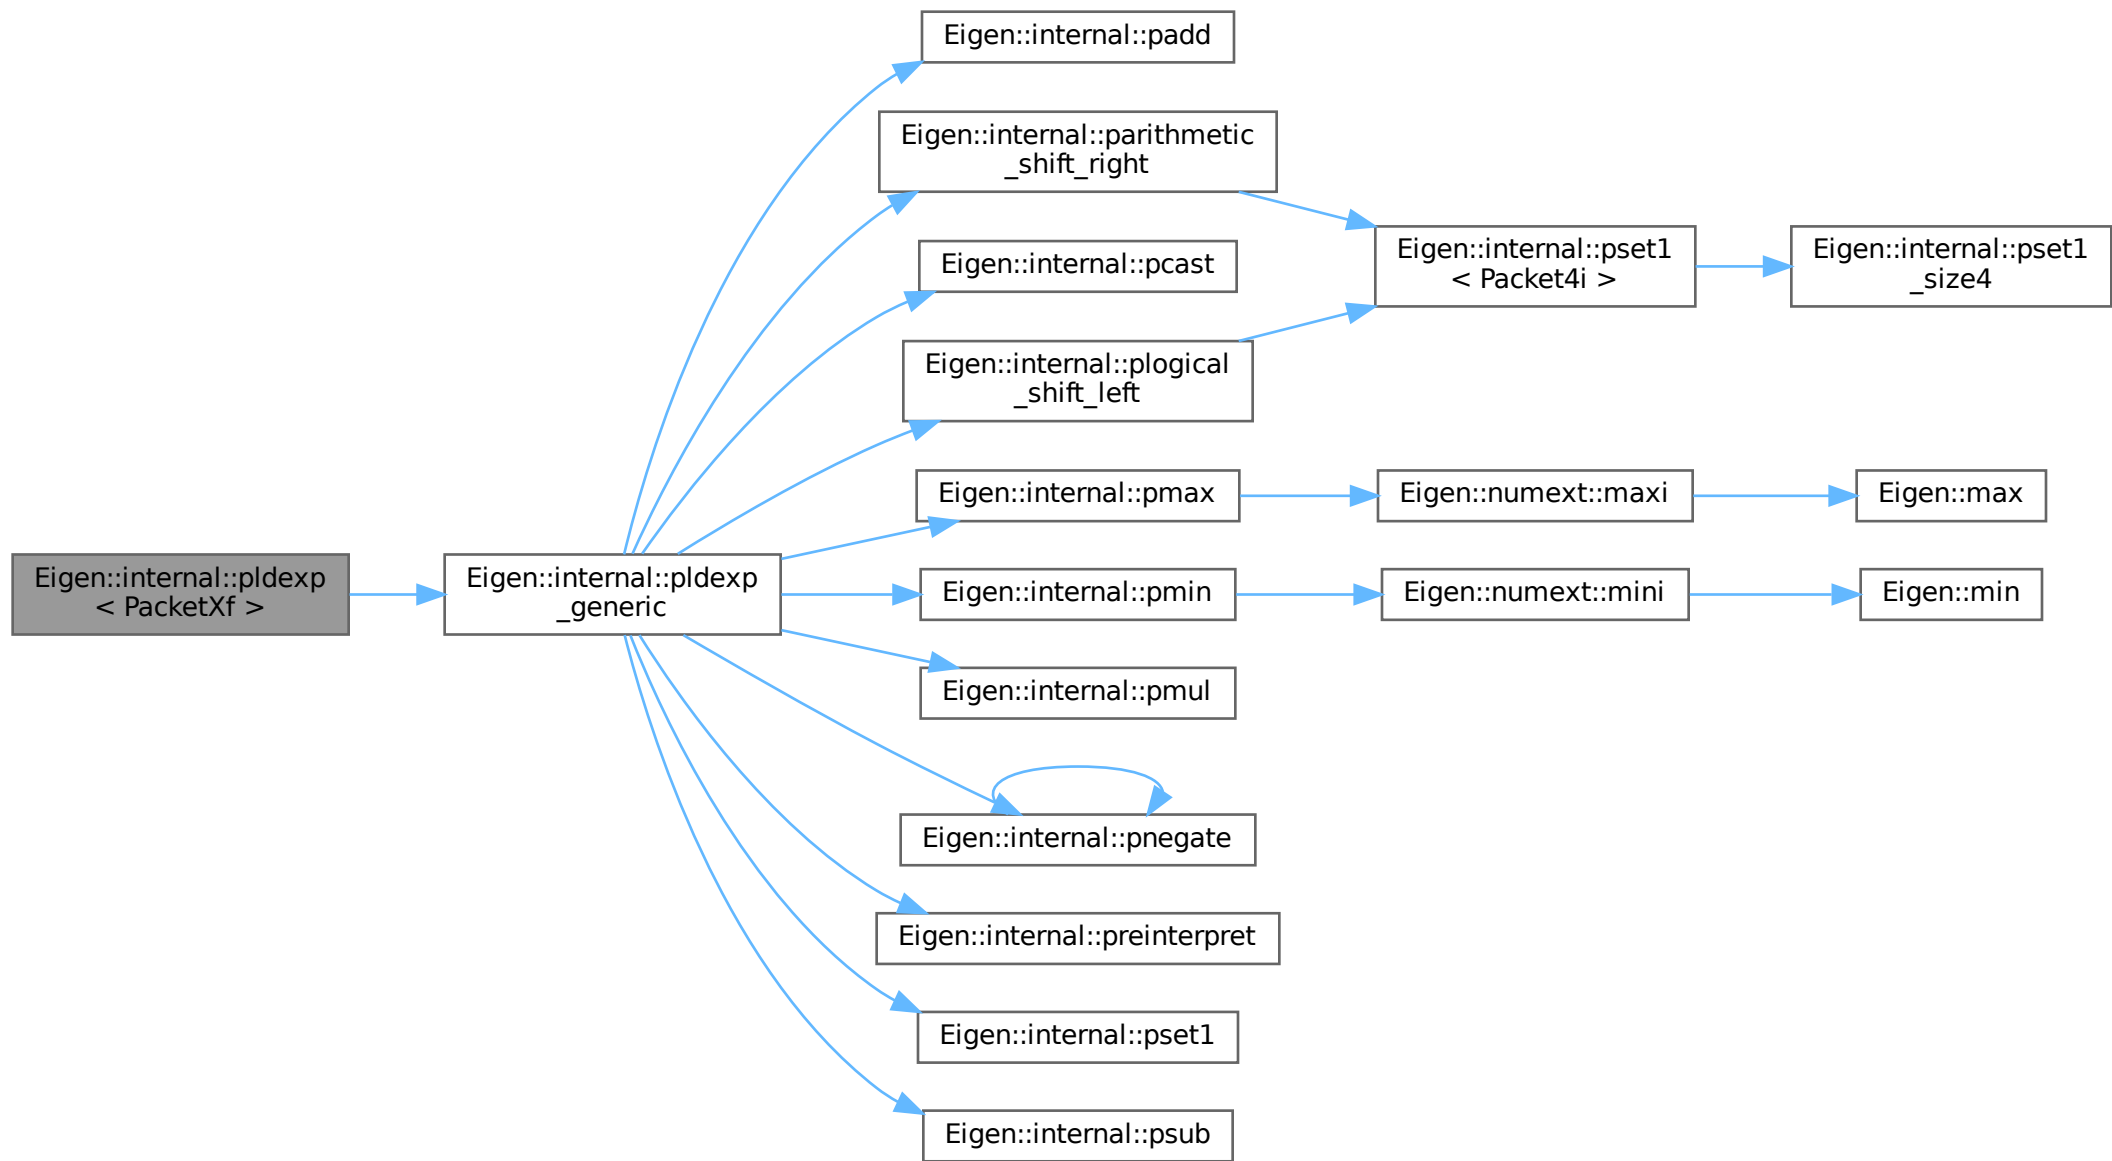 Eigen::internal::padd
Eigen::internal::parithmetic
_shift_right
Eigen::internal::pcast
Eigen::internal::pset1
< Packet4i >
Eigen::internal::pset1
_size4
Eigen::internal::plogical
_shift_left
Eigen::internal::pmax
Eigen::numext::maxi
Eigen::max
Eigen::internal::pldexp
< PacketXf >
Eigen::internal::pldexp
_generic
Eigen::internal::pmin
Eigen::numext::mini
Eigen::min
Eigen::internal::pmul
Eigen::internal::pnegate
Eigen::internal::preinterpret
Eigen::internal::pset1
Eigen::internal::psub